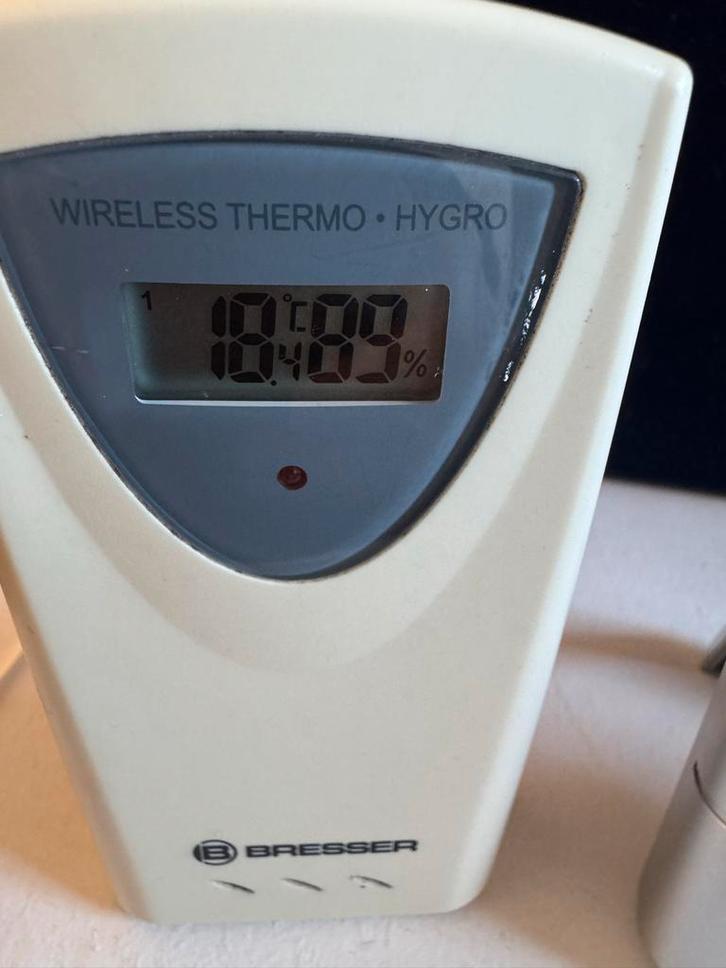 WIRELESS THERMO • HYGRO
1
18.4 °C 89 %
B BRESSER